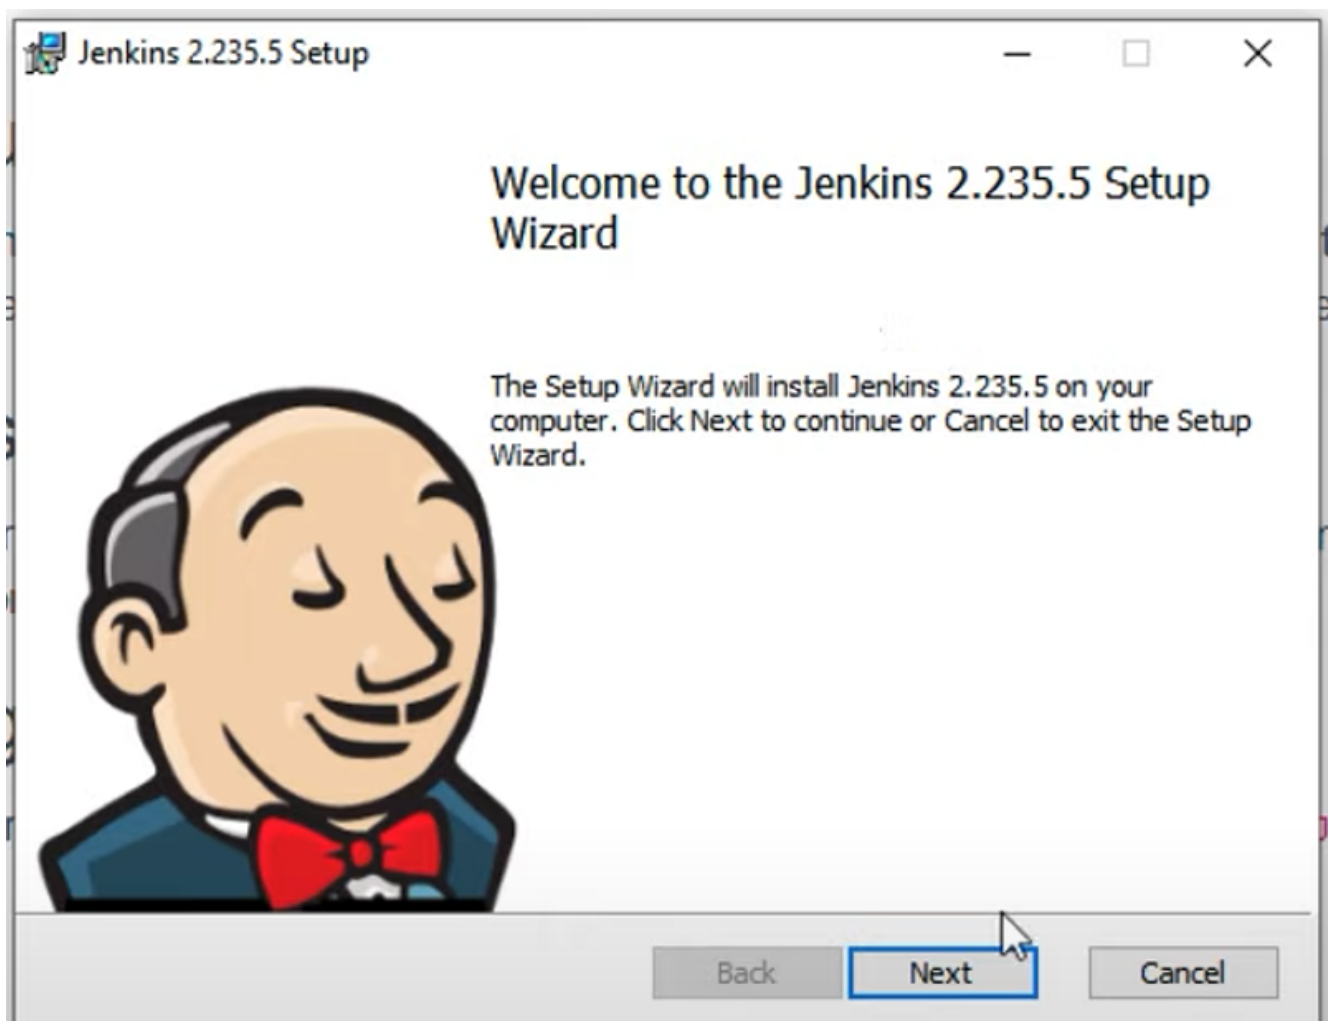 Jenkins 2.235.5 Setup
Welcome to the Jenkins 2.235.5 Setup
Wizard
The Setup Wizard will install Jenkins 2.235.5 on your
computer. Click Next to continue or Cancel to exit the Setup
Wizard.
Back
Next
Cancel